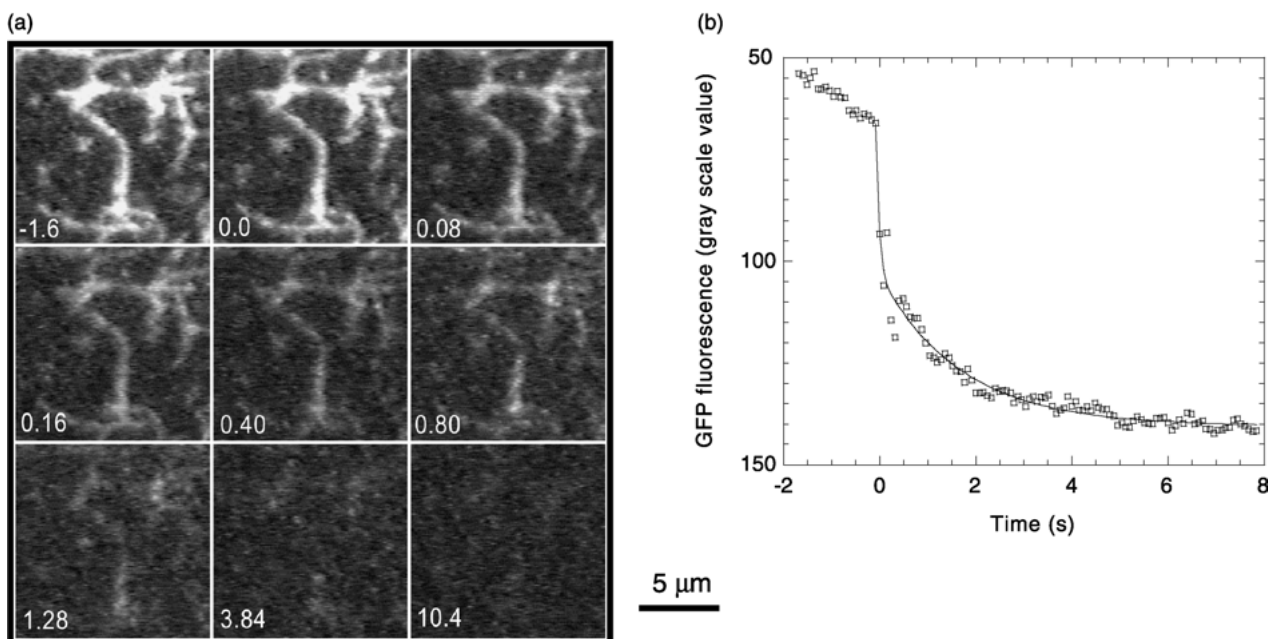 (a)
-1.6 0.0 0.08
0.16 0.40 0.80
1.28 3.84 10.4
5 μm
(b)
GFP fluorescence (gray scale value)
50
100
150
-2 0 2 4 6 8
Time (s)